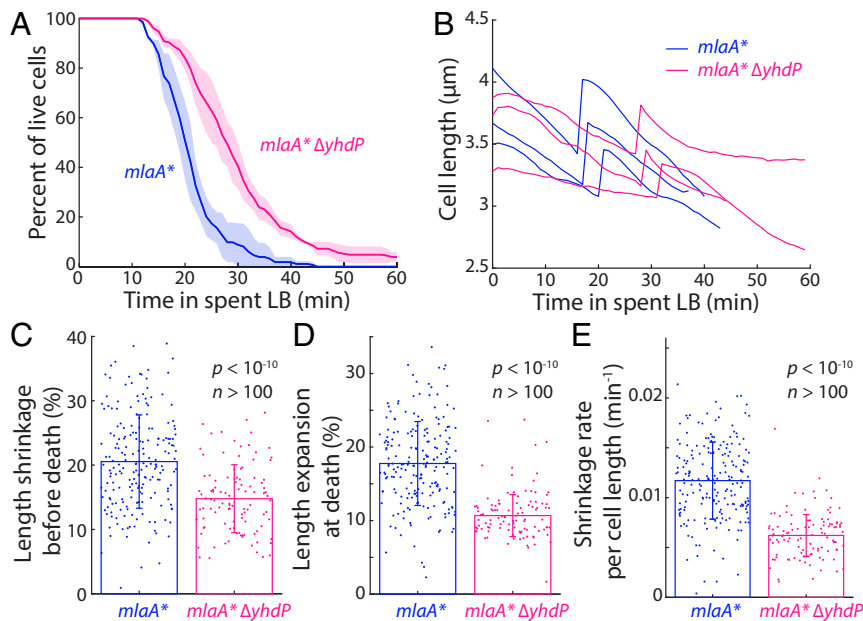 A
100
80
60
40
20
0
Percent of live cells
mlaA*
mlaA* ΔyhdP
0 10 20 30 40 50 60
Time in spent LB (min)
B
mlaA*
mlaA* ΔyhdP
4
3.5
3
2.5
Cell length (μm)
0 10 20 30 40 50 60
Time in spent LB (min)
C
40
30
20
10
0
Length shrinkage
before death (%)
p < 10⁻¹⁰
n > 100
mlaA* mlaA* ΔyhdP
D
30
20
10
0
Length expansion
at death (%)
p < 10⁻¹⁰
n > 100
mlaA* mlaA* ΔyhdP
E
0.02
0.01
0
Shrinkage rate
per cell length (min⁻¹)
p < 10⁻¹⁰
n > 100
mlaA* mlaA* ΔyhdP